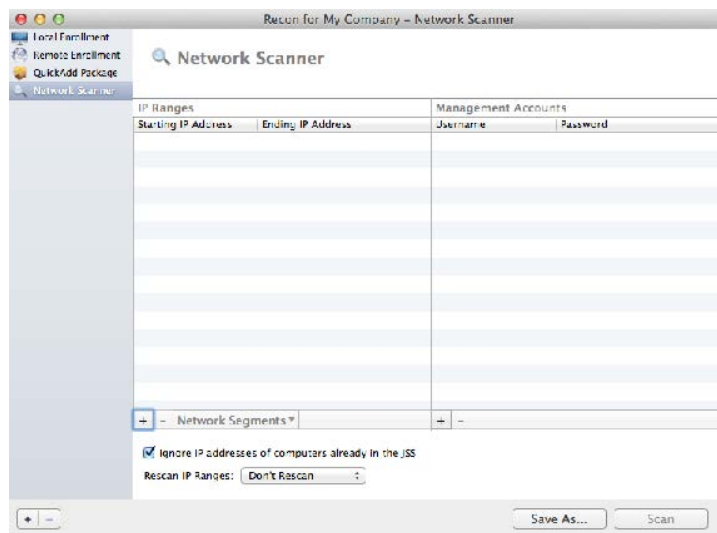 Recon for My Company – Network Scanner
Local Enrollment
Remote Enrollment
QuickAdd Package
Network Scanner
Network Scanner
IP Ranges
Management Accounts
Starting IP Address
Ending IP Address
Username
Password
+ – Network Segments ▾
+ –
Ignore IP addresses of computers already in the JSS
Rescan IP Ranges: Don't Rescan
+ –
Save As...
Scan